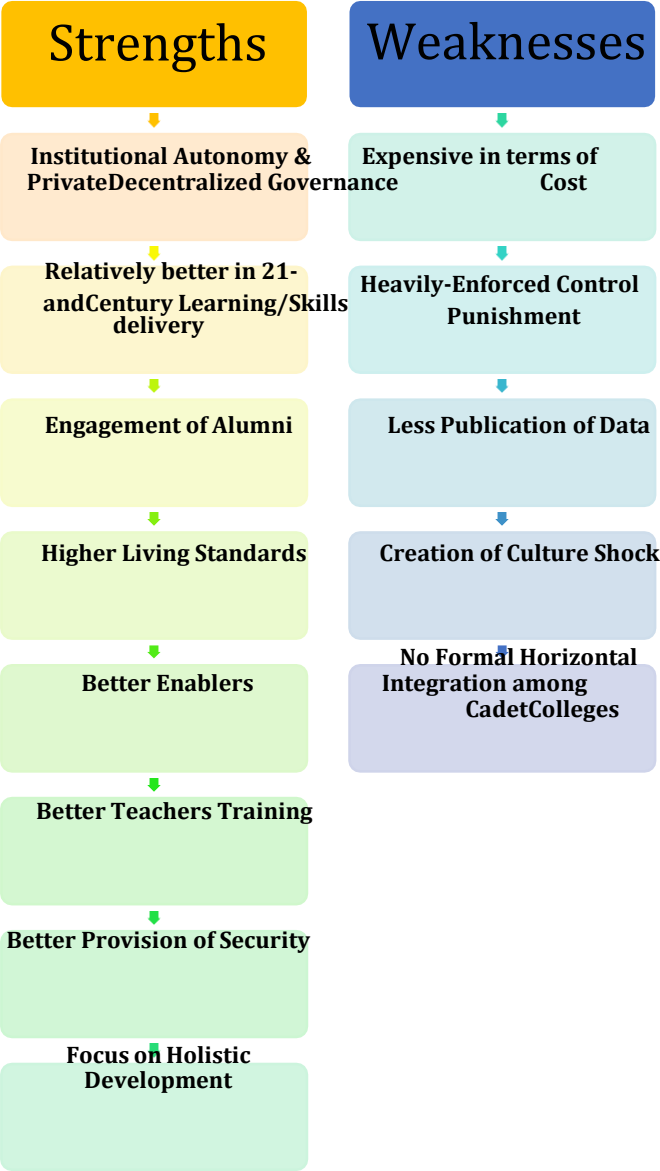 Strengths
Institutional Autonomy &
PrivateDecentralized Governance
Relatively better in 21-
andCentury Learning/Skills
delivery
Engagement of Alumni
Higher Living Standards
Better Enablers
Better Teachers Training
Better Provision of Security
Focus on Holistic
Development
Weaknesses
Expensive in terms of
Cost
Heavily-Enforced Control
Punishment
Less Publication of Data
Creation of Culture Shock
No Formal Horizontal
Integration among
CadetColleges